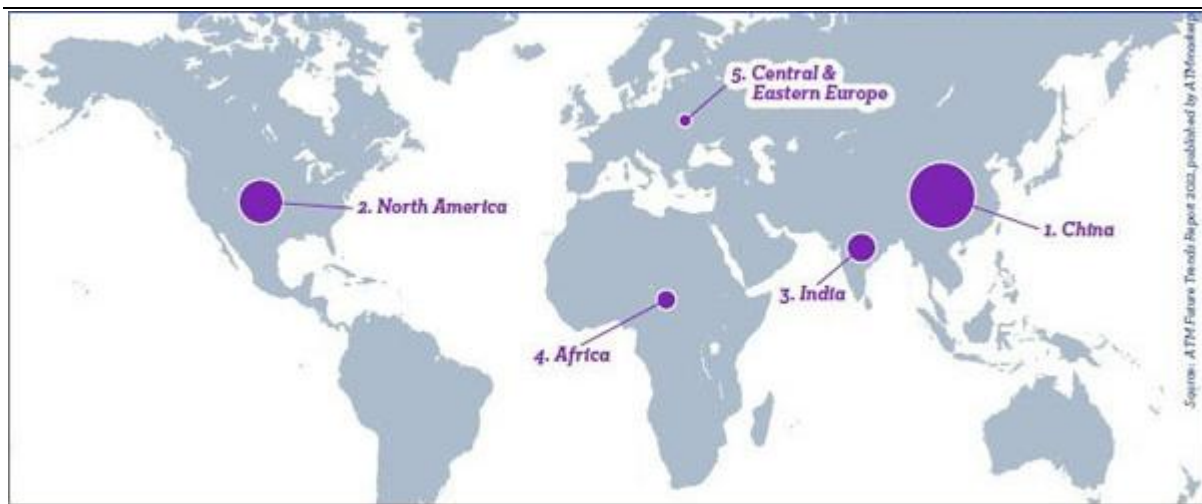 5. Central &
Eastern Europe
2. North America
1. China
3. India
4. Africa
Source: ATM Future Trends Report 2022, published by